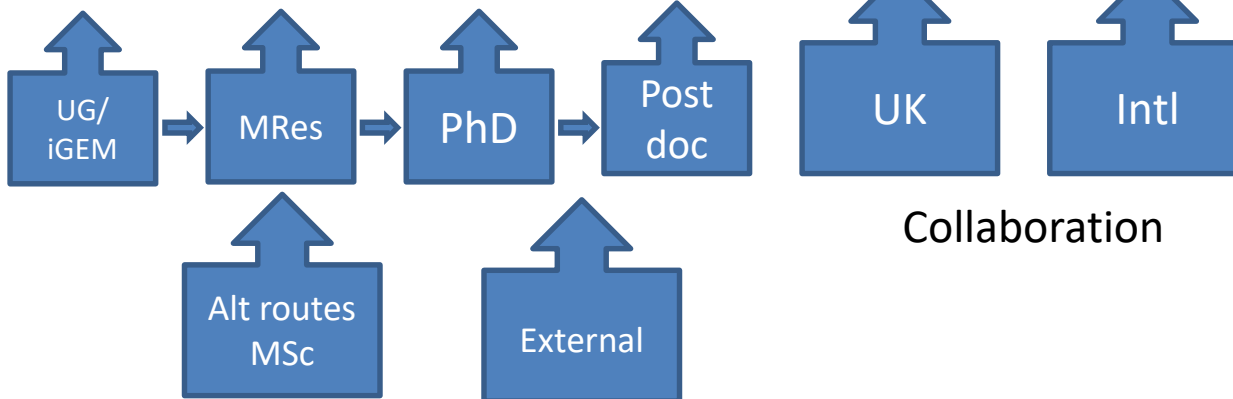 UG/
iGEM
MRes
PhD
Post
doc
UK
Intl
Collaboration
Alt routes
MSc
External